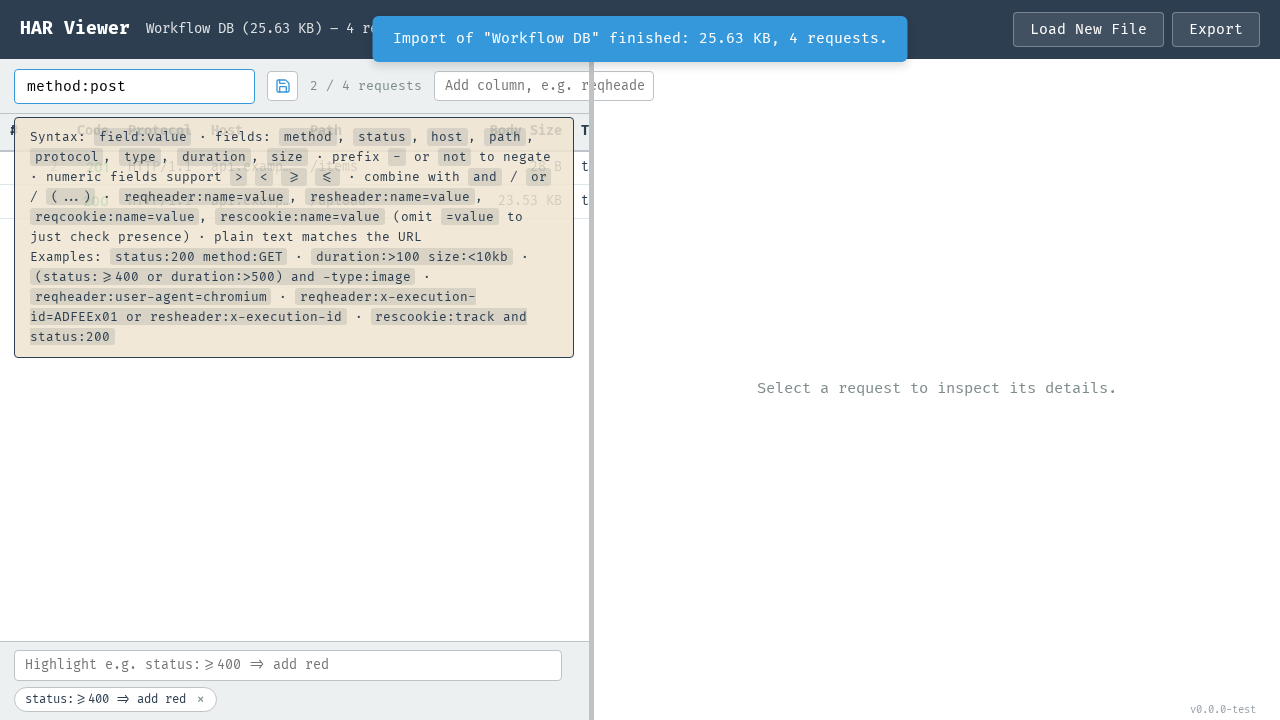 HAR Viewer Workflow DB (25.63 KB) — 4 re
Import of "Workflow DB" finished: 25.63 KB, 4 requests.
Load New File Export
method:post 2 / 4 requests Add column, e.g. reqheade
# Code Protocol Host Path Body Size T
Syntax: field:value · fields: method, status, host, path,
protocol, type, duration, size · prefix - or not to negate
· numeric fields support > < >= <= · combine with and / or
/ (...) · reqheader:name=value, resheader:name=value,
reqcookie:name=value, rescookie:name=value (omit =value to
just check presence) · plain text matches the URL
Examples: status:200 method:GET · duration:>100 size:<10kb ·
(status:>=400 or duration:>500) and -type:image ·
reqheader:user-agent=chromium · reqheader:x-execution-
id=ADFEEx01 or resheader:x-execution-id · rescookie:track and
status:200
/items
23.53 KB
Select a request to inspect its details.
Highlight e.g. status:>=400 => add red
status:>=400 => add red ×
v0.0.0-test